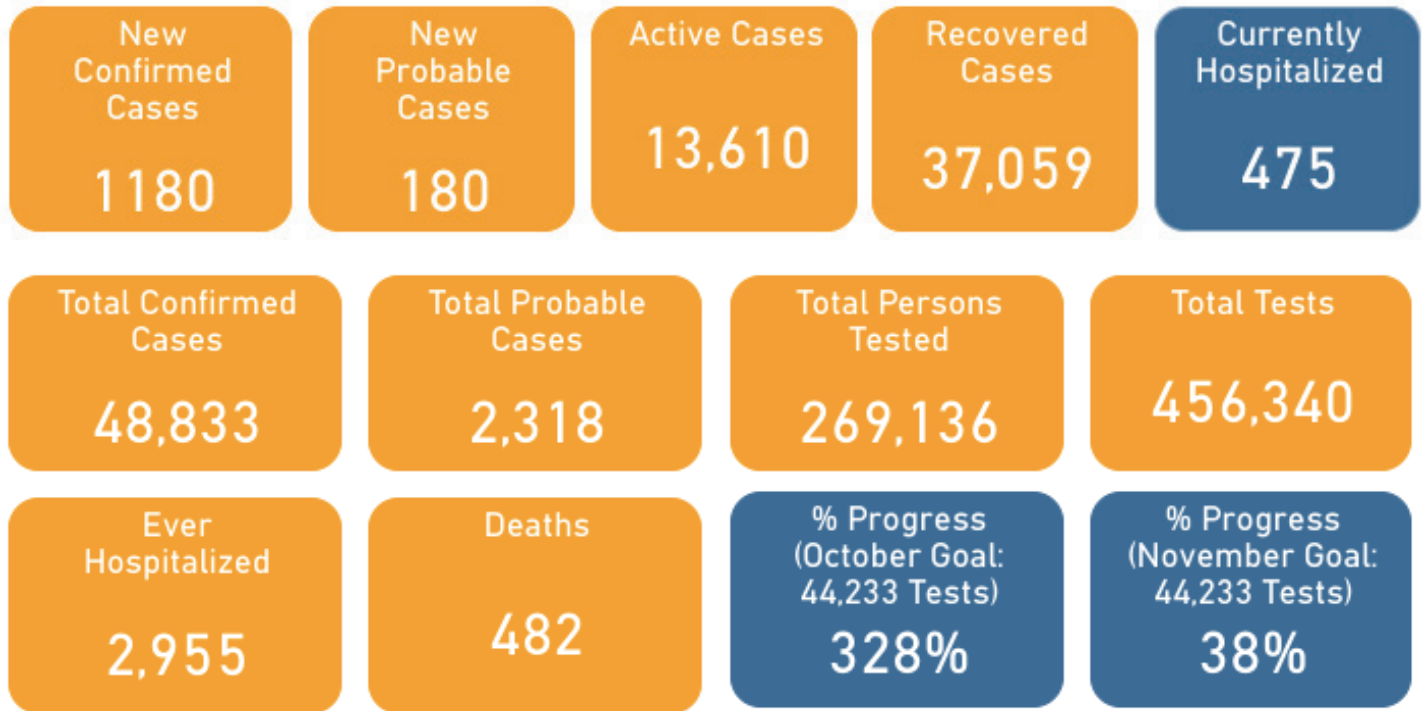 New
Confirmed
Cases
1180
New
Probable
Cases
180
Active Cases
13,610
Recovered
Cases
37,059
Currently
Hospitalized
475
Total Confirmed
Cases
48,833
Total Probable
Cases
2,318
Total Persons
Tested
269,136
Total Tests
456,340
Ever
Hospitalized
2,955
Deaths
482
% Progress
(October Goal:
44,233 Tests)
328%
% Progress
(November Goal:
44,233 Tests)
38%